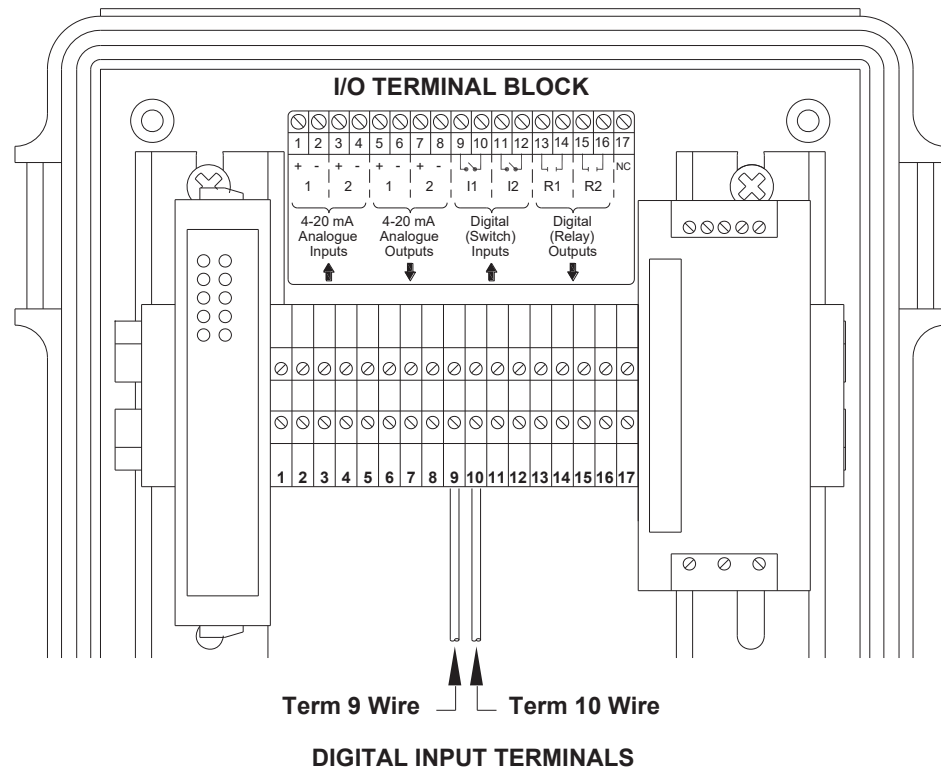 I/O TERMINAL BLOCK
1 2 3 4 5 6 7 8 9 10 11 12 13 14 15 16 17
+ - + - + - + - NC
1 2 1 2 I1 I2 R1 R2
4-20 mA 4-20 mA Digital Digital
Analogue Analogue (Switch) (Relay)
Inputs Outputs Inputs Outputs
1 2 3 4 5 6 7 8 9 10 11 12 13 14 15 16 17
Term 9 Wire Term 10 Wire
DIGITAL INPUT TERMINALS